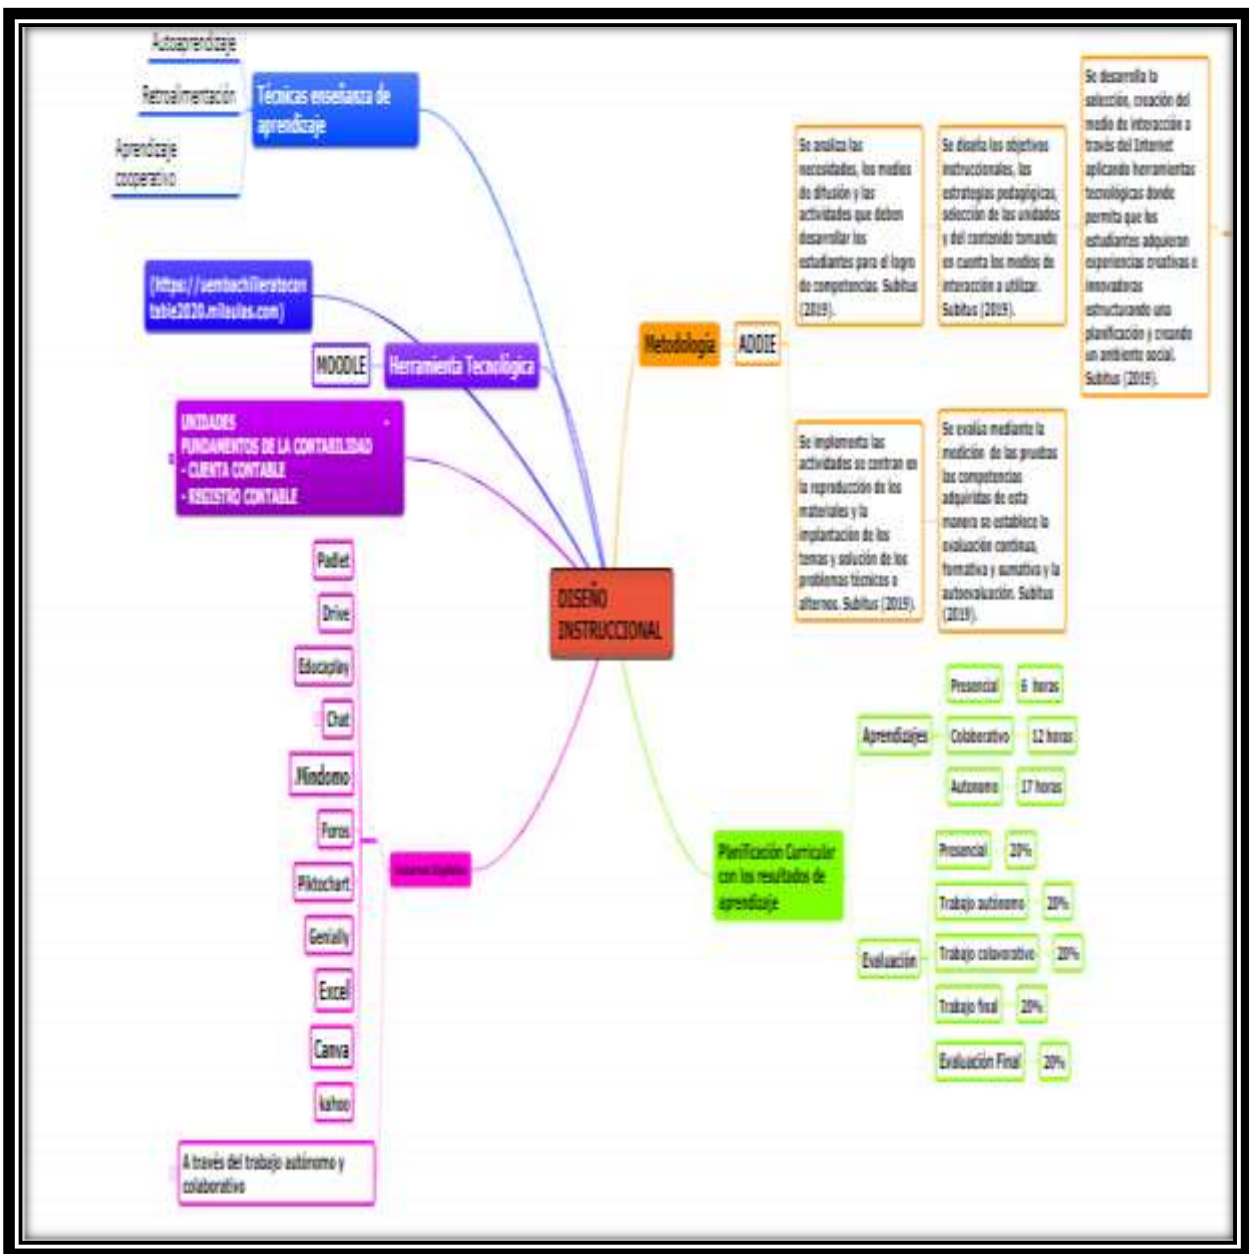 Autoaprendizaje
Retroalimentación
Aprendizaje
cooperativo
Técnicas enseñanza de
aprendizaje
(https://uembachilleratocon
table2020.milaulas.com)
MOODLE
Herramienta Tecnológica
UNIDADES
FUNDAMENTOS DE LA CONTABILIDAD
- CUENTA CONTABLE
- REGISTRO CONTABLE
DISEÑO
INSTRUCCIONAL
Metodología
ADDIE
Se analiza las
necesidades, los medios
de difusión y las
actividades que deben
desarrollar los
estudiantes para el logro
de competencias. Subitus
(2019).
Se diseña los objetivos
instruccionales, las
estrategias pedagógicas,
selección de las unidades
y del contenido tomando
en cuenta los medios de
interacción a utilizar.
Subitus (2019).
Se desarrolla la
selección, creación del
medio de interacción a
través del Internet
aplicando herramientas
tecnológicas donde
permita que los
estudiantes adquieran
experiencias creativas e
innovadoras
estructurando una
planificación y creando
un ambiente social.
Subitus (2019).
Se implementa las
actividades se centran en
la reproducción de los
materiales y la
implantación de los
temas y solución de los
problemas técnicos o
alternos. Subitus (2019).
Se evalúa mediante la
medición de las pruebas
las competencias
adquiridas de esta
manera se establece la
evaluación continua,
formativa y sumativa y la
autoevaluación. Subitus
(2019).
Padlet
Drive
Educaplay
Chat
.Mindomo
Foros
Piktochart
Genially
Excel
Canva
kahoo
A través del trabajo autónomo y
colaborativo
Planificación Curricular
con los resultados de
aprendizaje
Aprendizajes
Presencial
6 horas
Colaborativo
12 horas
Autonomo
17 horas
Evaluación
Presencial
20%
Trabajo autónomo
20%
Trabajo colavorativo
20%
Trabajo final
20%
Evaluación Final
20%